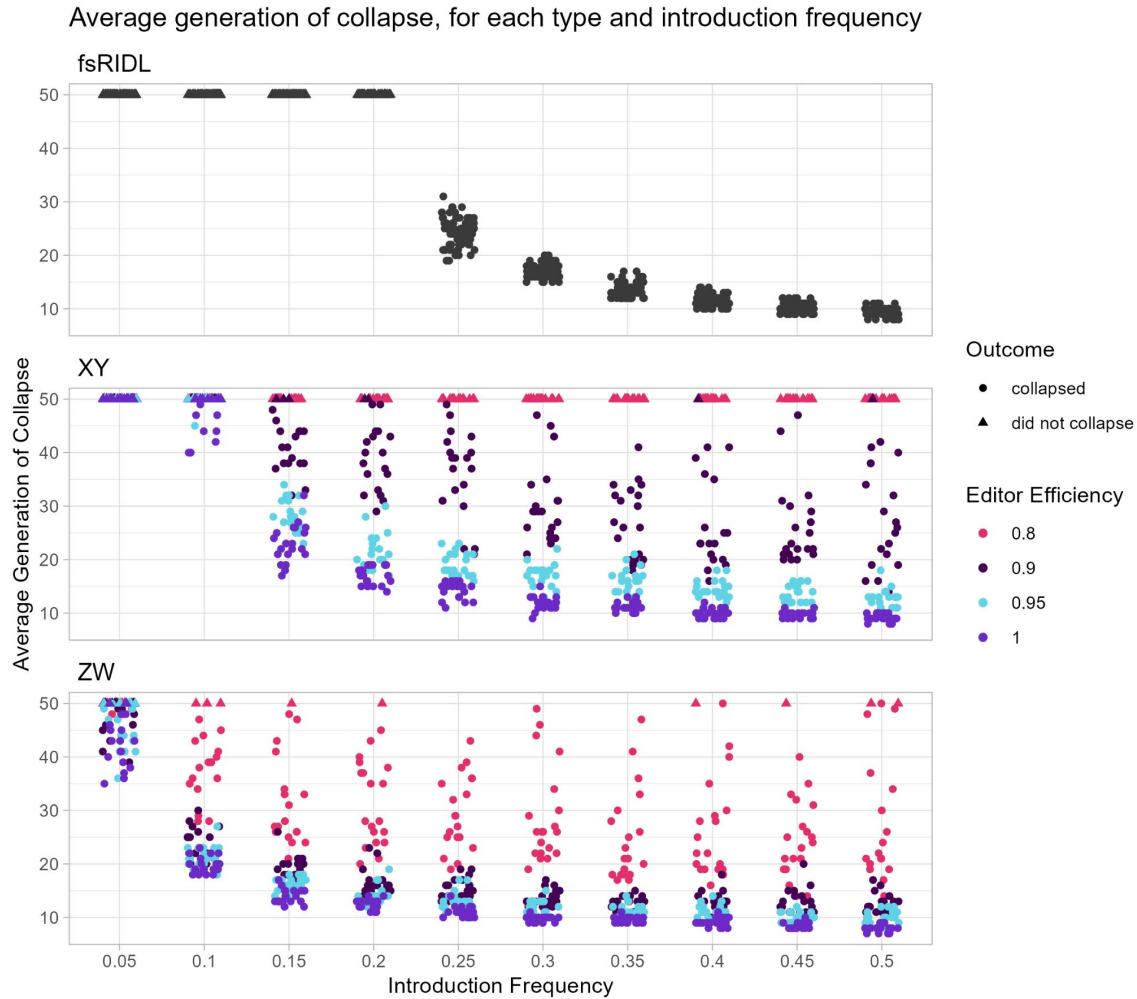 Average generation of collapse, for each type and introduction frequency
fsRIDL
50
40
30
20
10
XY
50
40
30
20
10
ZW
50
40
30
20
10
0.05 0.1 0.15 0.2 0.25 0.3 0.35 0.4 0.45 0.5
Introduction Frequency
Average Generation of Collapse
Outcome
collapsed
did not collapse
Editor Efficiency
0.8
0.9
0.95
1